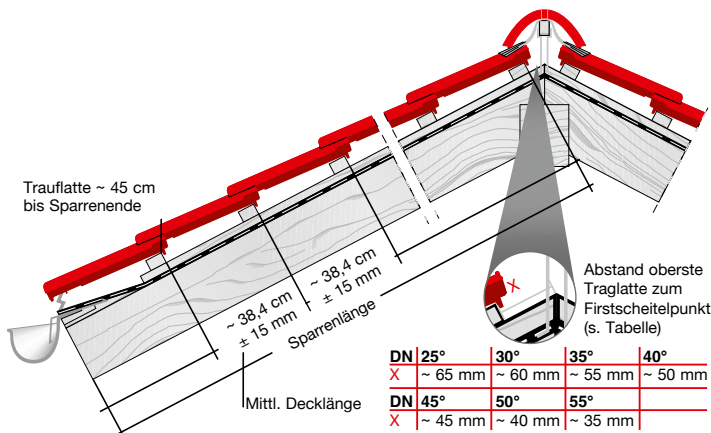 Trauflatte ~ 45 cm
bis Sparrenende
~ 38,4 cm
± 15 mm
~ 38,4 cm
± 15 mm
Sparrenlänge
Mittl. Decklänge
X
Abstand oberste
Traglatte zum
Firstscheitelpunkt
(s. Tabelle)
DN 25° 30° 35° 40°
X ~ 65 mm ~ 60 mm ~ 55 mm ~ 50 mm
DN 45° 50° 55°
X ~ 45 mm ~ 40 mm ~ 35 mm